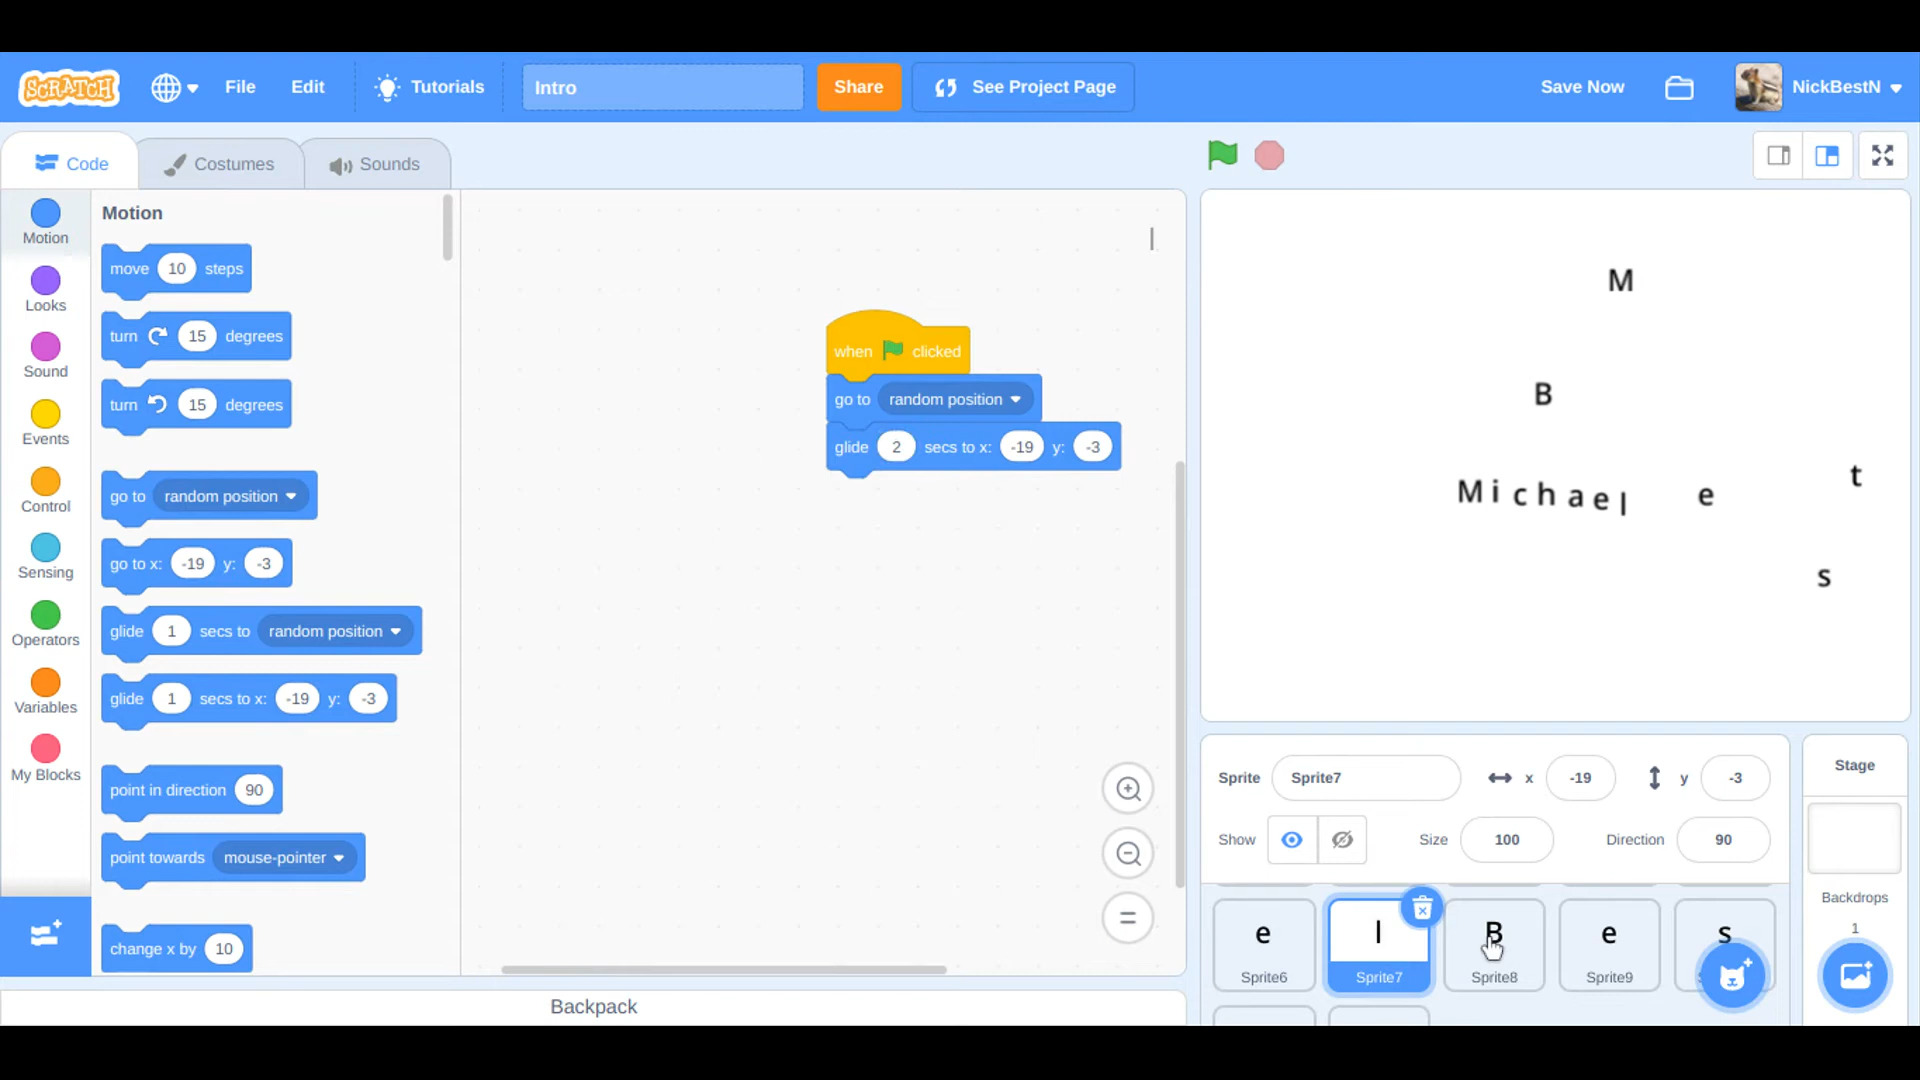 SCRATCH File Edit Tutorials Intro Share See Project Page Save Now NickBestN
Code Costumes Sounds
Motion
Looks
Sound
Events
Control
Sensing
Operators
Variables
My Blocks
Motion
move 10 steps
turn 15 degrees
turn 15 degrees
go to random position
go to x: -19 y: -3
glide 1 secs to random position
glide 1 secs to x: -19 y: -3
point in direction 90
point towards mouse-pointer
change x by 10
l
when clicked
go to random position
glide 2 secs to x: -19 y: -3
Backpack
M
B
t
M i c h a e l e
s
Sprite Sprite7 x -19 y -3
Show Size 100 Direction 90
e l B e s
Sprite6 Sprite7 Sprite8 Sprite9
Stage
Backdrops
1